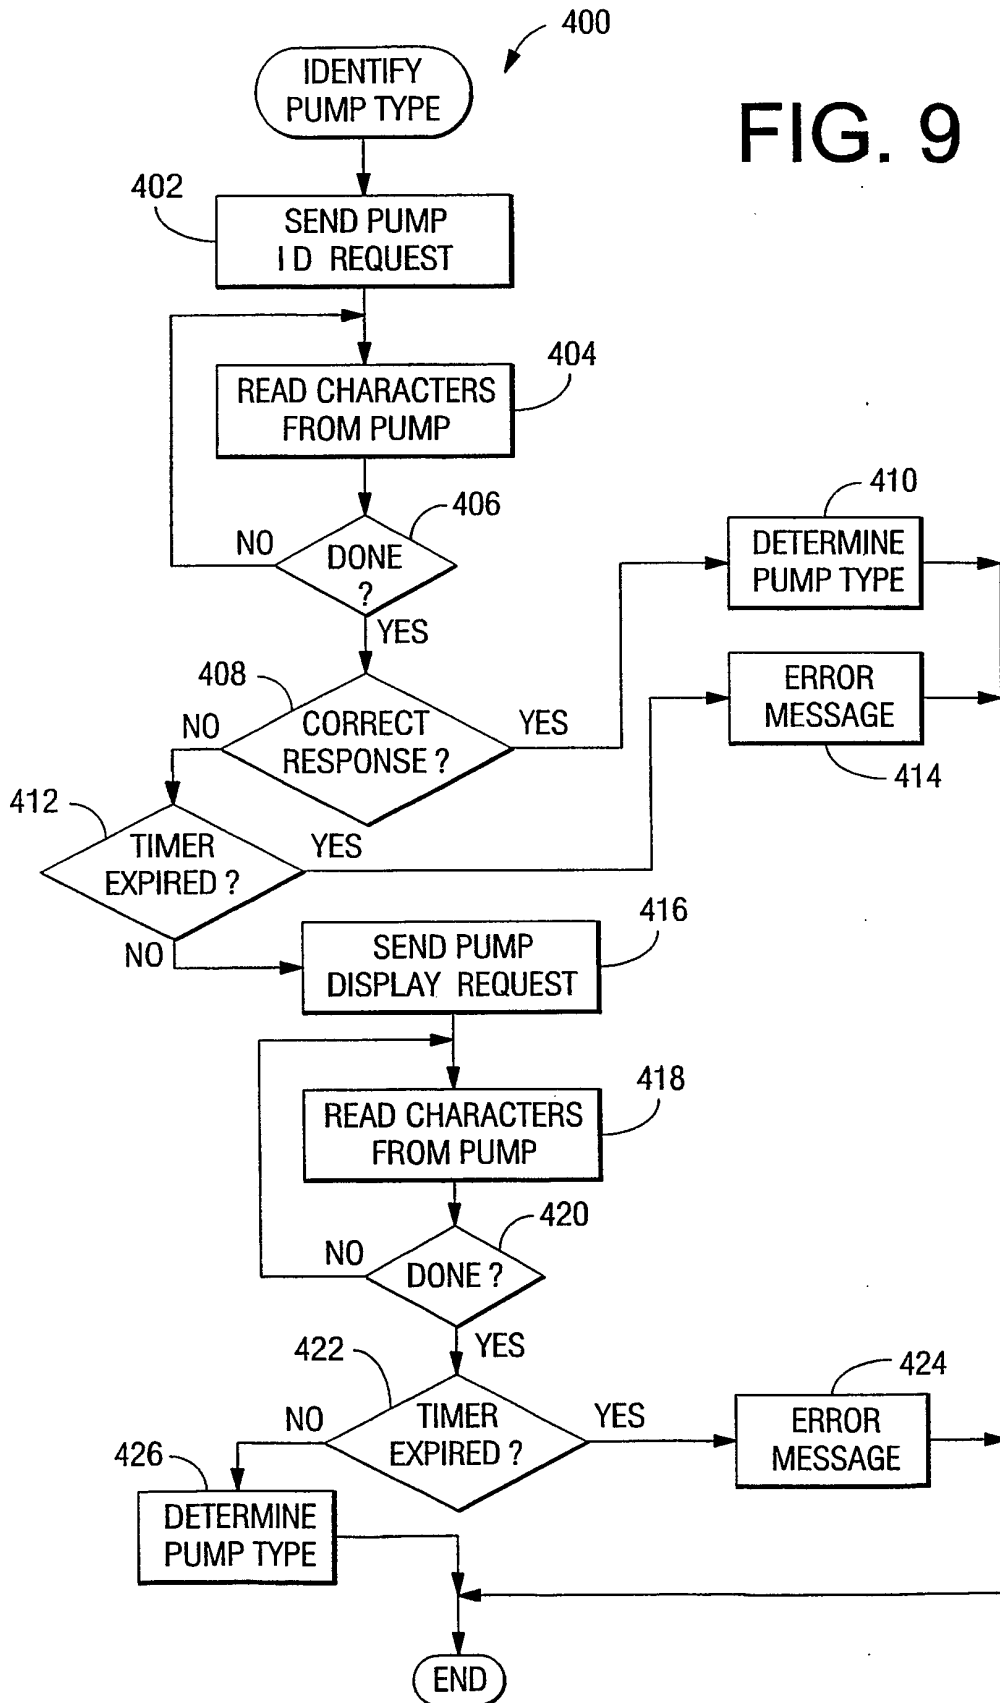 400
IDENTIFY
PUMP TYPE
FIG. 9
402
SEND PUMP
I D REQUEST
404
READ CHARACTERS
FROM PUMP
406
NO
DONE
?
YES
410
DETERMINE
PUMP TYPE
408
NO
CORRECT
RESPONSE ?
YES
ERROR
MESSAGE
414
412
TIMER
EXPIRED ?
YES
NO
416
SEND PUMP
DISPLAY REQUEST
418
READ CHARACTERS
FROM PUMP
420
NO
DONE ?
YES
422
NO
TIMER
EXPIRED ?
YES
424
ERROR
MESSAGE
426
DETERMINE
PUMP TYPE
END